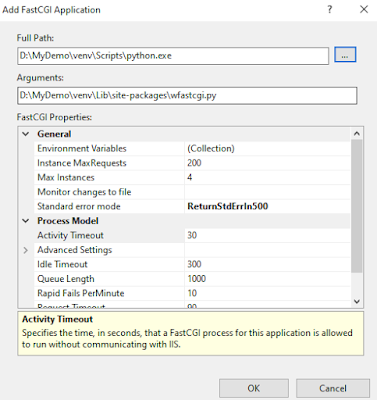 Add FastCGI Application
Full Path:
D:\MyDemo\venv\Scripts\python.exe
...
Arguments:
D:\MyDemo\venv\Lib\site-packages\wfastcgi.py
FastCGI Properties:
General
Environment Variables (Collection)
Instance MaxRequests 200
Max Instances 4
Monitor changes to file
Standard error mode ReturnStdErrIn500
Process Model
Activity Timeout 30
Advanced Settings
Idle Timeout 300
Queue Length 1000
Rapid Fails PerMinute 10
Request Timeout 90
Activity Timeout
Specifies the time, in seconds, that a FastCGI process for this application is allowed
to run without communicating with IIS.
OK Cancel